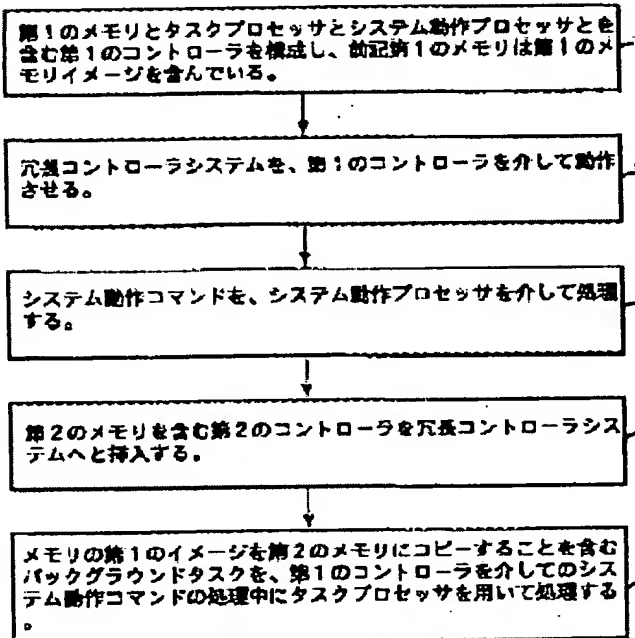 第1のメモリとタスクプロセッサとシステム動作プロセッサとを
含む第1のコントローラを構成し、前記第1のメモリは第1のメ
モリイメージを含んでいる。
冗長コントローラシステムを、第1のコントローラを介して動作
させる。
システム動作コマンドを、システム動作プロセッサを介して処理
する。
第2のメモリを含む第2のコントローラを冗長コントローラシス
テムへと挿入する。
メモリの第1のイメージを第2のメモリにコピーすることを含む
バックグラウンドタスクを、第1のコントローラを介してのシス
テム動作コマンドの処理中にタスクプロセッサを用いて処理する
。